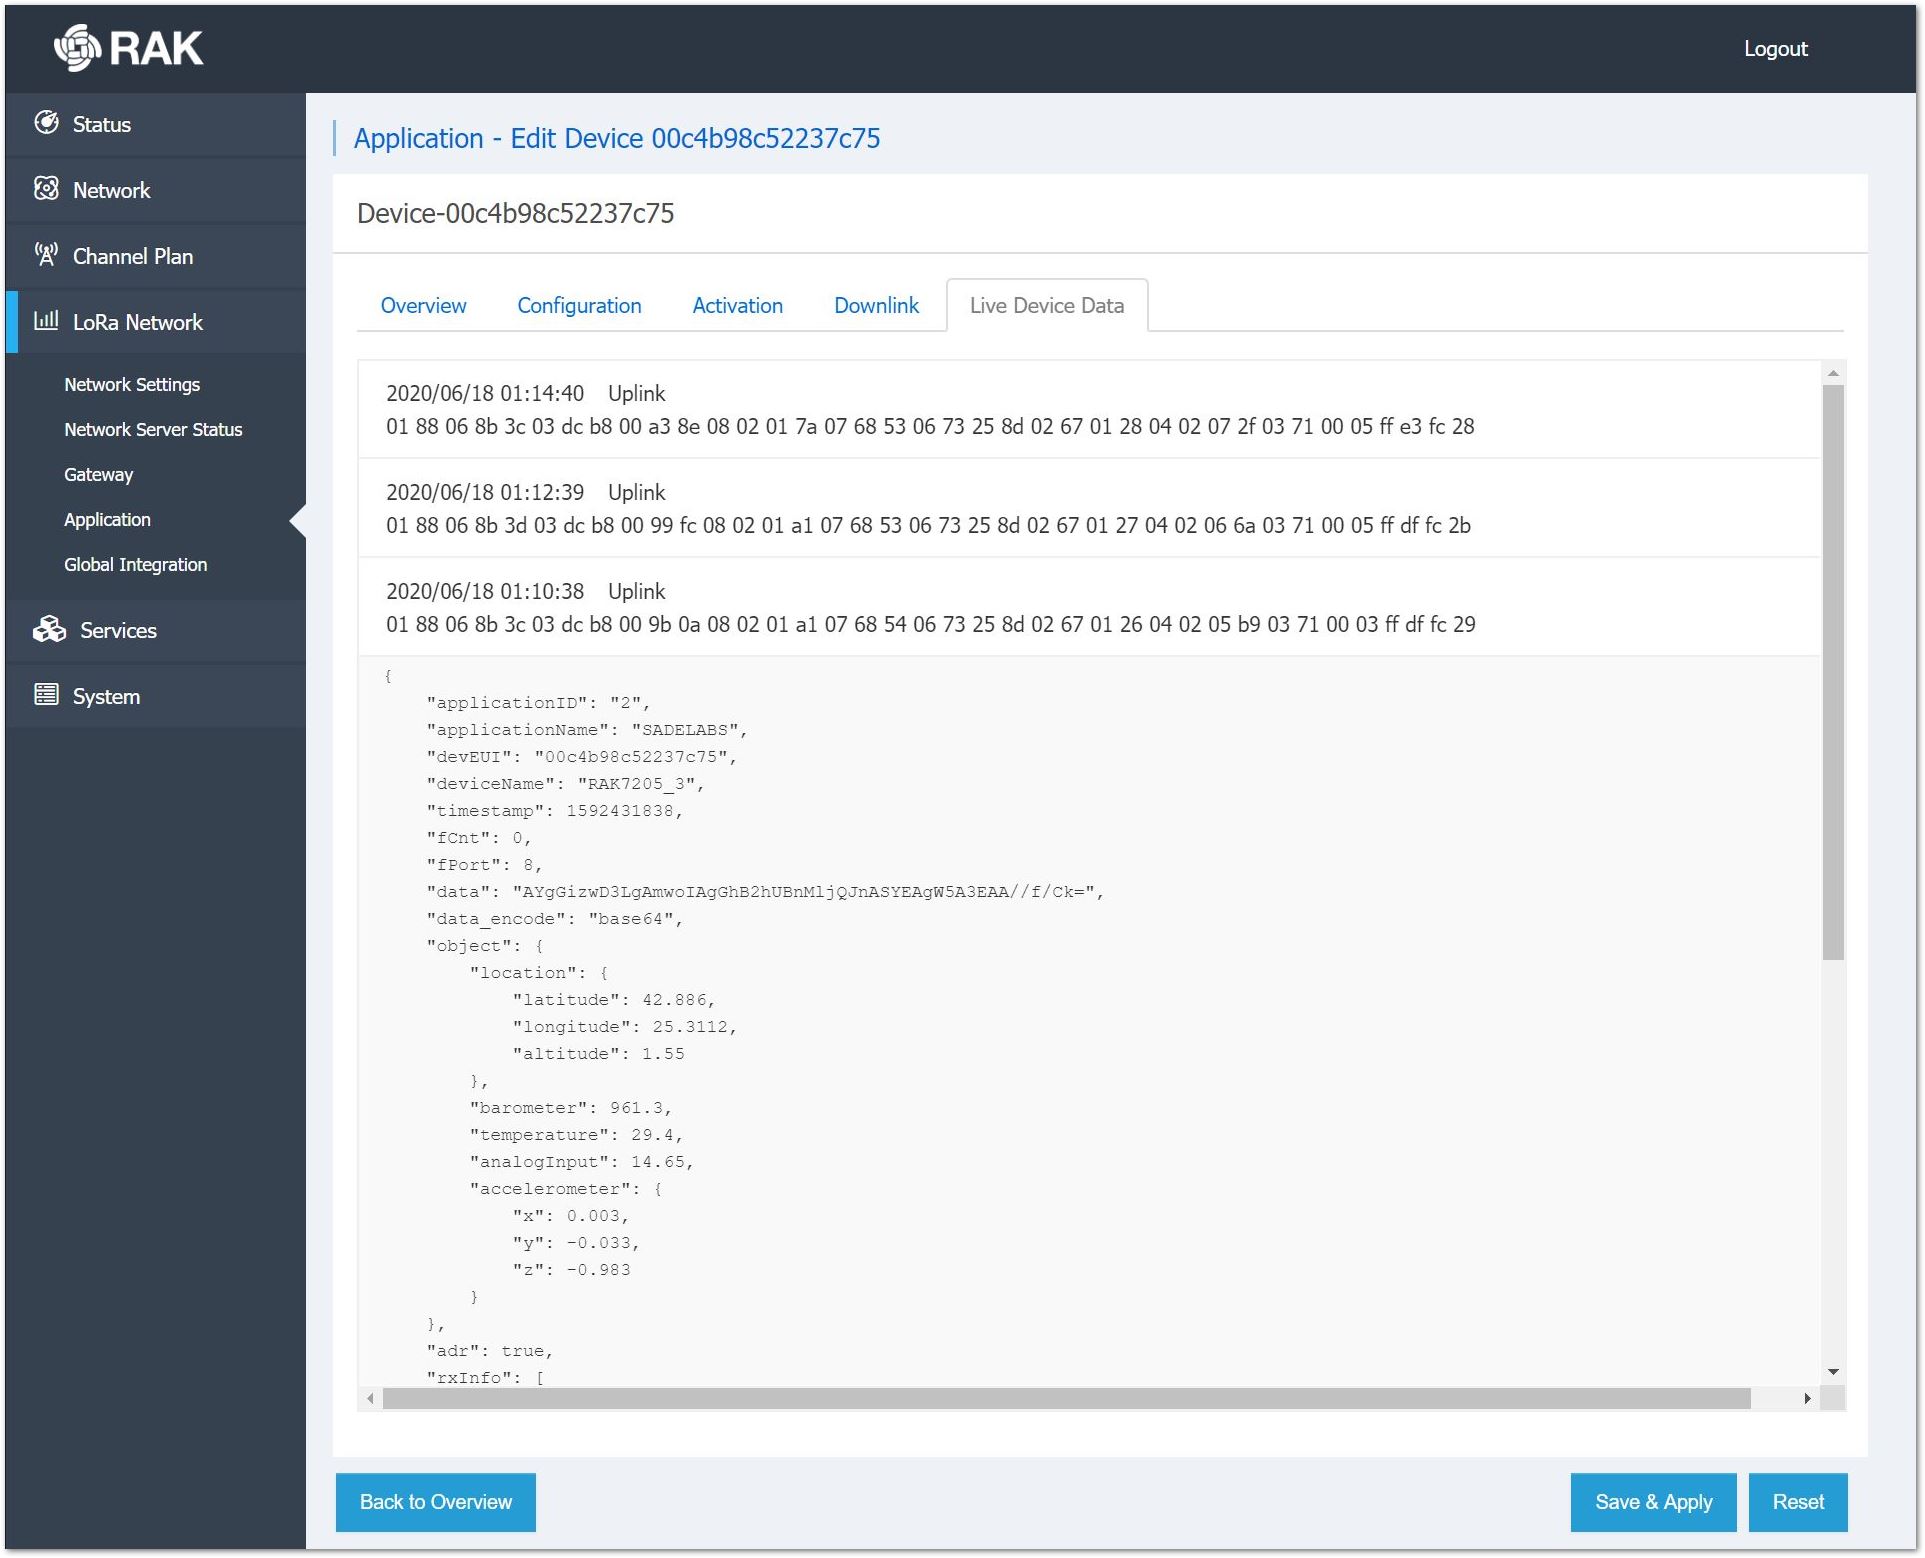 RAK
Logout
Status
Network
Channel Plan
LoRa Network
Network Settings
Network Server Status
Gateway
Application
Global Integration
Services
System
Application - Edit Device 00c4b98c52237c75
Device-00c4b98c52237c75
Overview Configuration Activation Downlink Live Device Data
2020/06/18 01:14:40 Uplink
01 88 06 8b 3c 03 dc b8 00 a3 8e 08 02 01 7a 07 68 53 06 73 25 8d 02 67 01 28 04 02 07 2f 03 71 00 05 ff e3 fc 28
2020/06/18 01:12:39 Uplink
01 88 06 8b 3d 03 dc b8 00 99 fc 08 02 01 a1 07 68 53 06 73 25 8d 02 67 01 27 04 02 06 6a 03 71 00 05 ff df fc 2b
2020/06/18 01:10:38 Uplink
01 88 06 8b 3c 03 dc b8 00 9b 0a 08 02 01 a1 07 68 54 06 73 25 8d 02 67 01 26 04 02 05 b9 03 71 00 03 ff df fc 29
{
"applicationID": "2",
"applicationName": "SADELABS",
"devEUI": "00c4b98c52237c75",
"deviceName": "RAK7205_3",
"timestamp": 1592431838,
"fCnt": 0,
"fPort": 8,
"data": "AYgGizwD3LgAmwoIAgGhB2hUBnMljQJnASYEAgW5A3EAA//f/Ck=",
"data_encode": "base64",
"object": {
"location": {
"latitude": 42.886,
"longitude": 25.3112,
"altitude": 1.55
},
"barometer": 961.3,
"temperature": 29.4,
"analogInput": 14.65,
"accelerometer": {
"x": 0.003,
"y": -0.033,
"z": -0.983
}
},
"adr": true,
"rxInfo": [
Back to Overview
Save & Apply
Reset